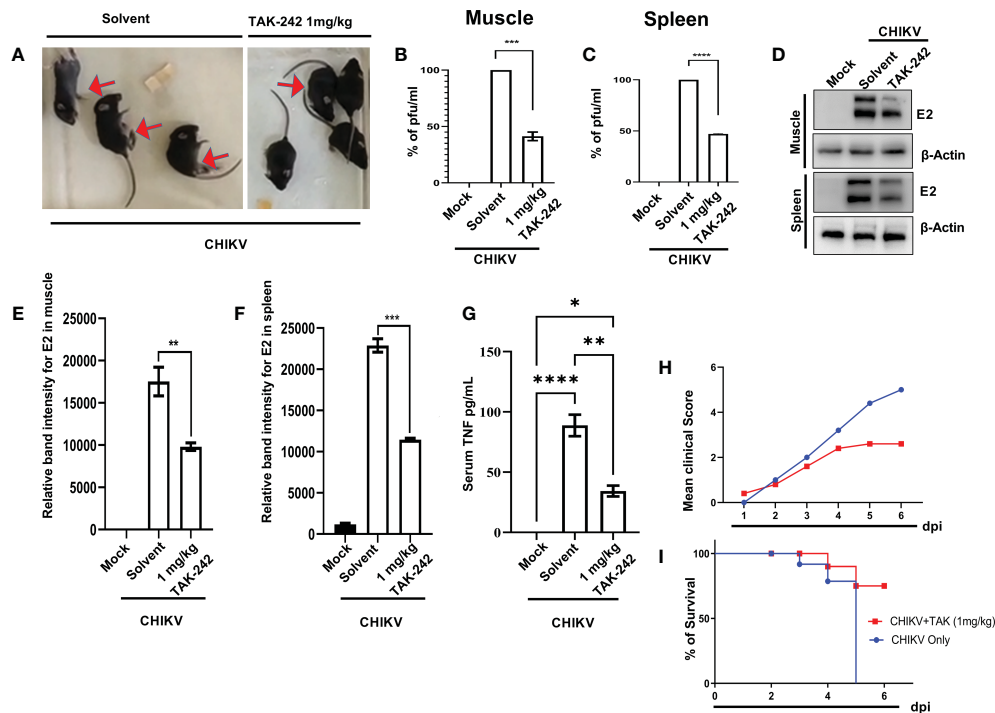 Solvent
TAK-242 1mg/kg
A
CHIKV
Muscle
B
% of pfu/ml
100
50
0
***
Mock
Solvent
1 mg/kg
TAK-242
CHIKV
Spleen
C
% of pfu/ml
100
50
0
****
Mock
Solvent
1 mg/kg
TAK-242
CHIKV
D
CHIKV
Mock
Solvent
TAK-242
Muscle
E2
β-Actin
Spleen
E2
β-Actin
E
Relative band intensity for E2 in muscle
25000
20000
15000
10000
5000
0
**
Mock
Solvent
1 mg/kg
TAK-242
CHIKV
F
Relative band intensity for E2 in spleen
25000
20000
15000
10000
5000
0
***
Mock
Solvent
1 mg/kg
TAK-242
CHIKV
G
Serum TNF pg/mL
150
100
50
0
*
**
****
Mock
Solvent
1 mg/kg
TAK-242
CHIKV
H
Mean clinical Score
6
4
2
0
1 2 3 4 5 6
dpi
I
% of Survival
100
50
0
0 2 4 6
dpi
CHIKV+TAK (1mg/kg)
CHIKV Only